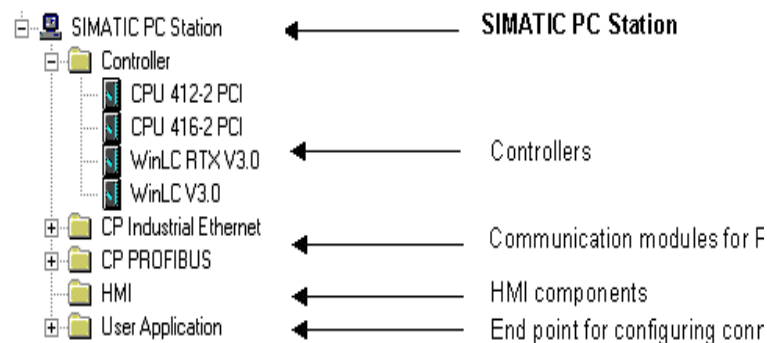 SIMATIC PC Station SIMATIC PC Station
Controller
CPU 412-2 PCI
CPU 416-2 PCI
WinLC RTX V3.0 Controllers
WinLC V3.0
CP Industrial Ethernet
Communication modules for
CP PROFIBUS
HMI HMI components
User Application End point for configuring